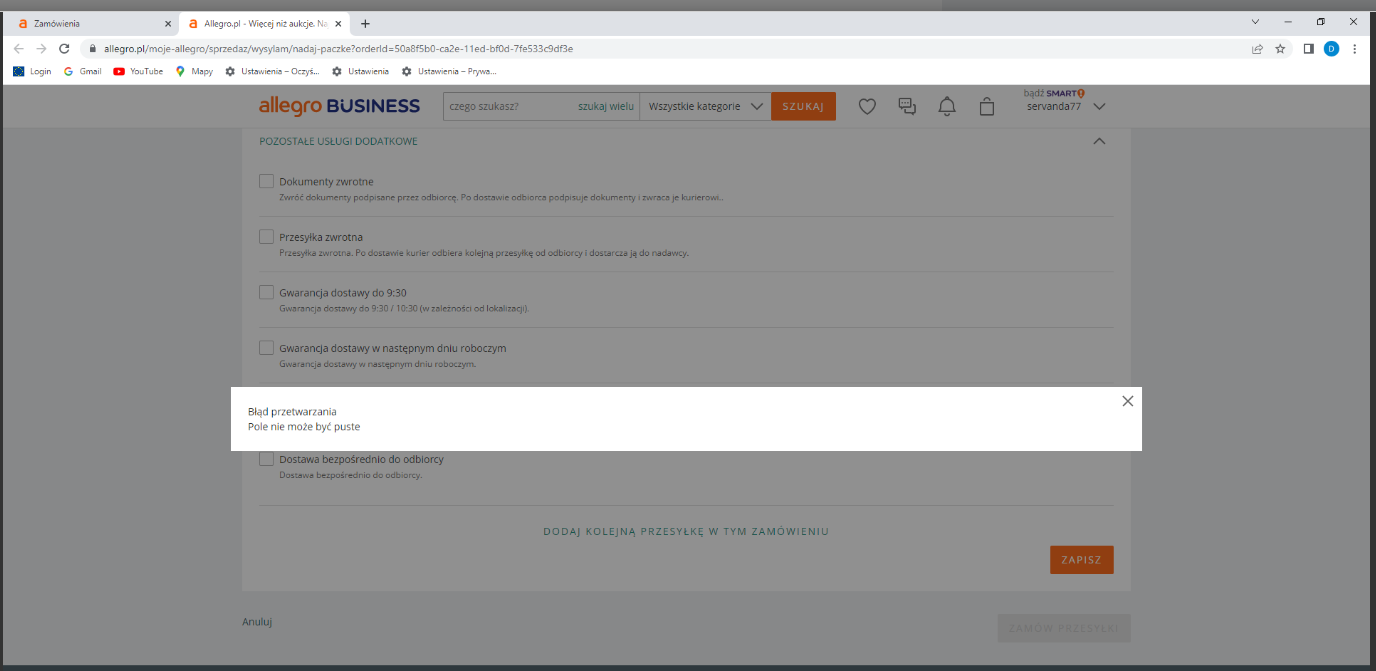 Zamówienia
Allegro.pl - Więcej niż aukcje. Na
allegro.pl/moje-allegro/sprzedaz/wysylam/nadaj-paczke?orderId=50a8f5b0-ca2e-11ed-bf0d-7fe533c9df3e
D
Login Gmail YouTube Mapy Ustawienia – Oczyś... Ustawienia Ustawienia – Prywa...
allegro BUSINESS
czego szukasz? szukaj wielu Wszystkie kategorie SZUKAJ
bądź SMART!
servanda77
POZOSTAŁE USŁUGI DODATKOWE
Dokumenty zwrotne
Zwróć dokumenty podpisane przez odbiorcę. Po dostawie odbiorca podpisuje dokumenty i zwraca je kurierowi..
Przesyłka zwrotna
Przesyłka zwrotna. Po dostawie kurier odbiera kolejną przesyłkę od odbiorcy i dostarcza ją do nadawcy.
Gwarancja dostawy do 9:30
Gwarancja dostawy do 9:30 / 10:30 (w zależności od lokalizacji).
Gwarancja dostawy w następnym dniu roboczym
Gwarancja dostawy w następnym dniu roboczym.
Błąd przetwarzania
Pole nie może być puste
Dostawa bezpośrednio do odbiorcy
Dostawa bezpośrednio do odbiorcy.
DODAJ KOLEJNĄ PRZESYŁKĘ W TYM ZAMÓWIENIU
ZAPISZ
Anuluj
ZAMÓW PRZESYŁKI